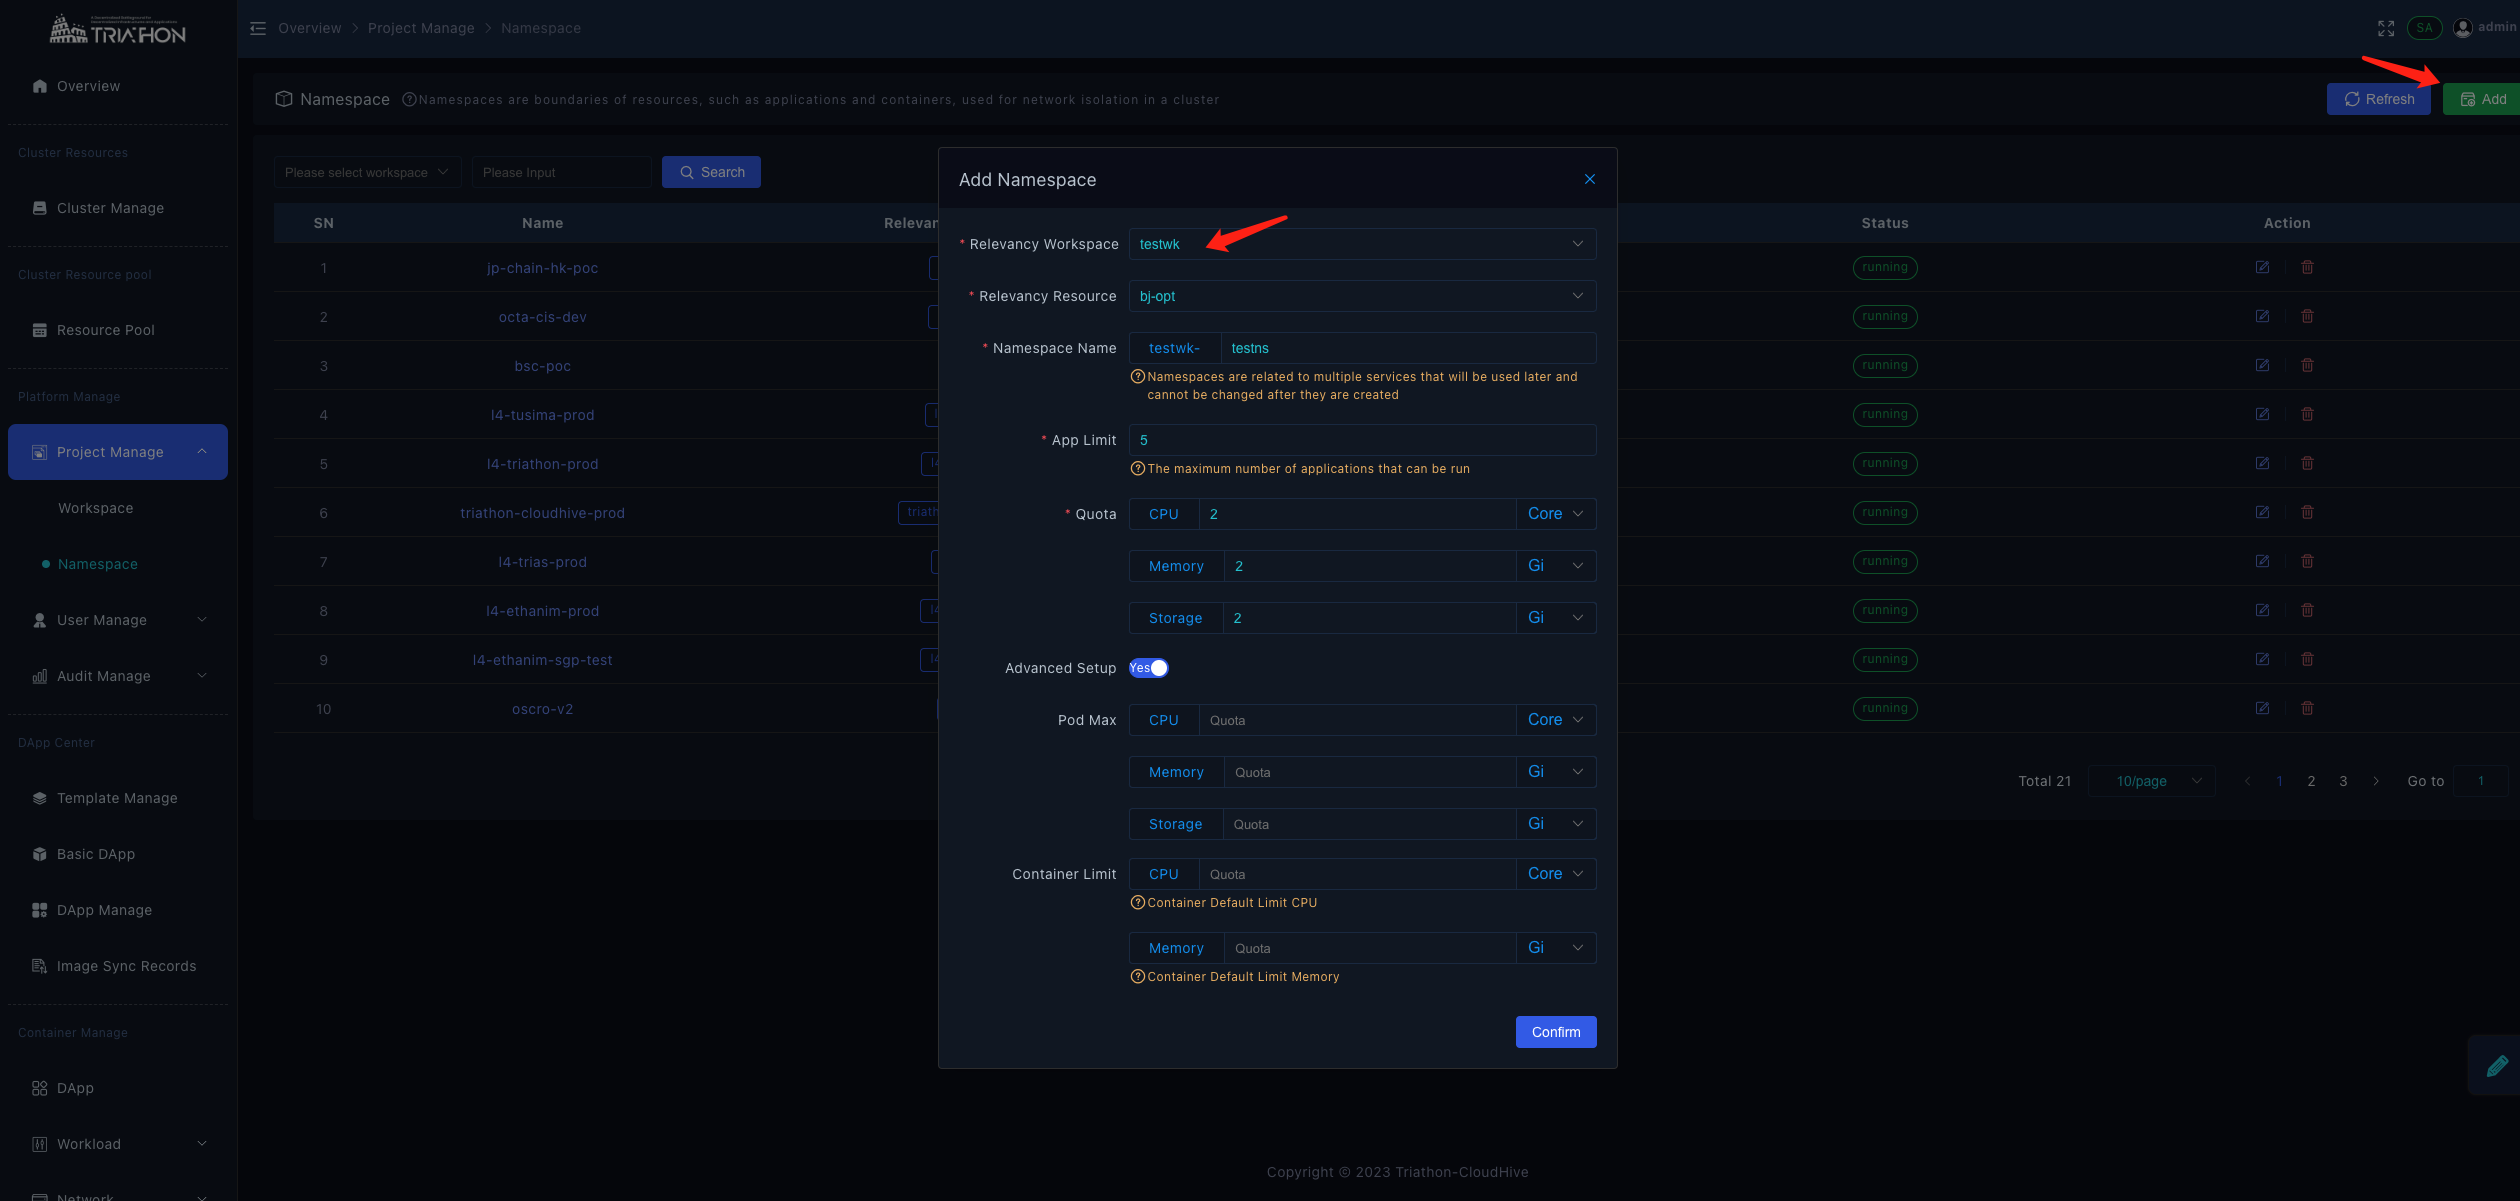 TRIATHON
Overview
Cluster Resources
Cluster Manage
Cluster Resource pool
Resource Pool
Platform Manage
Project Manage
Workspace
Namespace
User Manage
Audit Manage
DApp Center
Template Manage
Basic DApp
DApp Manage
Image Sync Records
Container Manage
DApp
Workload
Network
Overview > Project Manage > Namespace
SA admin
Namespace Namespaces are boundaries of resources, such as applications and containers, used for network isolation in a cluster
Refresh Add
Please select workspace Please Input Search
SN Name Relevan Status Action
1 jp-chain-hk-poc running
2 octa-cis-dev running
3 bsc-poc running
4 l4-tusima-prod running
5 l4-triathon-prod running
6 triathon-cloudhive-prod triath running
7 l4-trias-prod running
8 l4-ethanim-prod running
9 l4-ethanim-sgp-test running
10 oscro-v2 running
Total 21 10/page < 1 2 3 > Go to 1
Add Namespace
* Relevancy Workspace testwk
* Relevancy Resource bj-opt
* Namespace Name testwk- testns
Namespaces are related to multiple services that will be used later and
cannot be changed after they are created
* App Limit 5
The maximum number of applications that can be run
* Quota CPU 2 Core
Memory 2 Gi
Storage 2 Gi
Advanced Setup Yes
Pod Max CPU Quota Core
Memory Quota Gi
Storage Quota Gi
Container Limit CPU Quota Core
Container Default Limit CPU
Memory Quota Gi
Container Default Limit Memory
Confirm
Copyright © 2023 Triathon-CloudHive